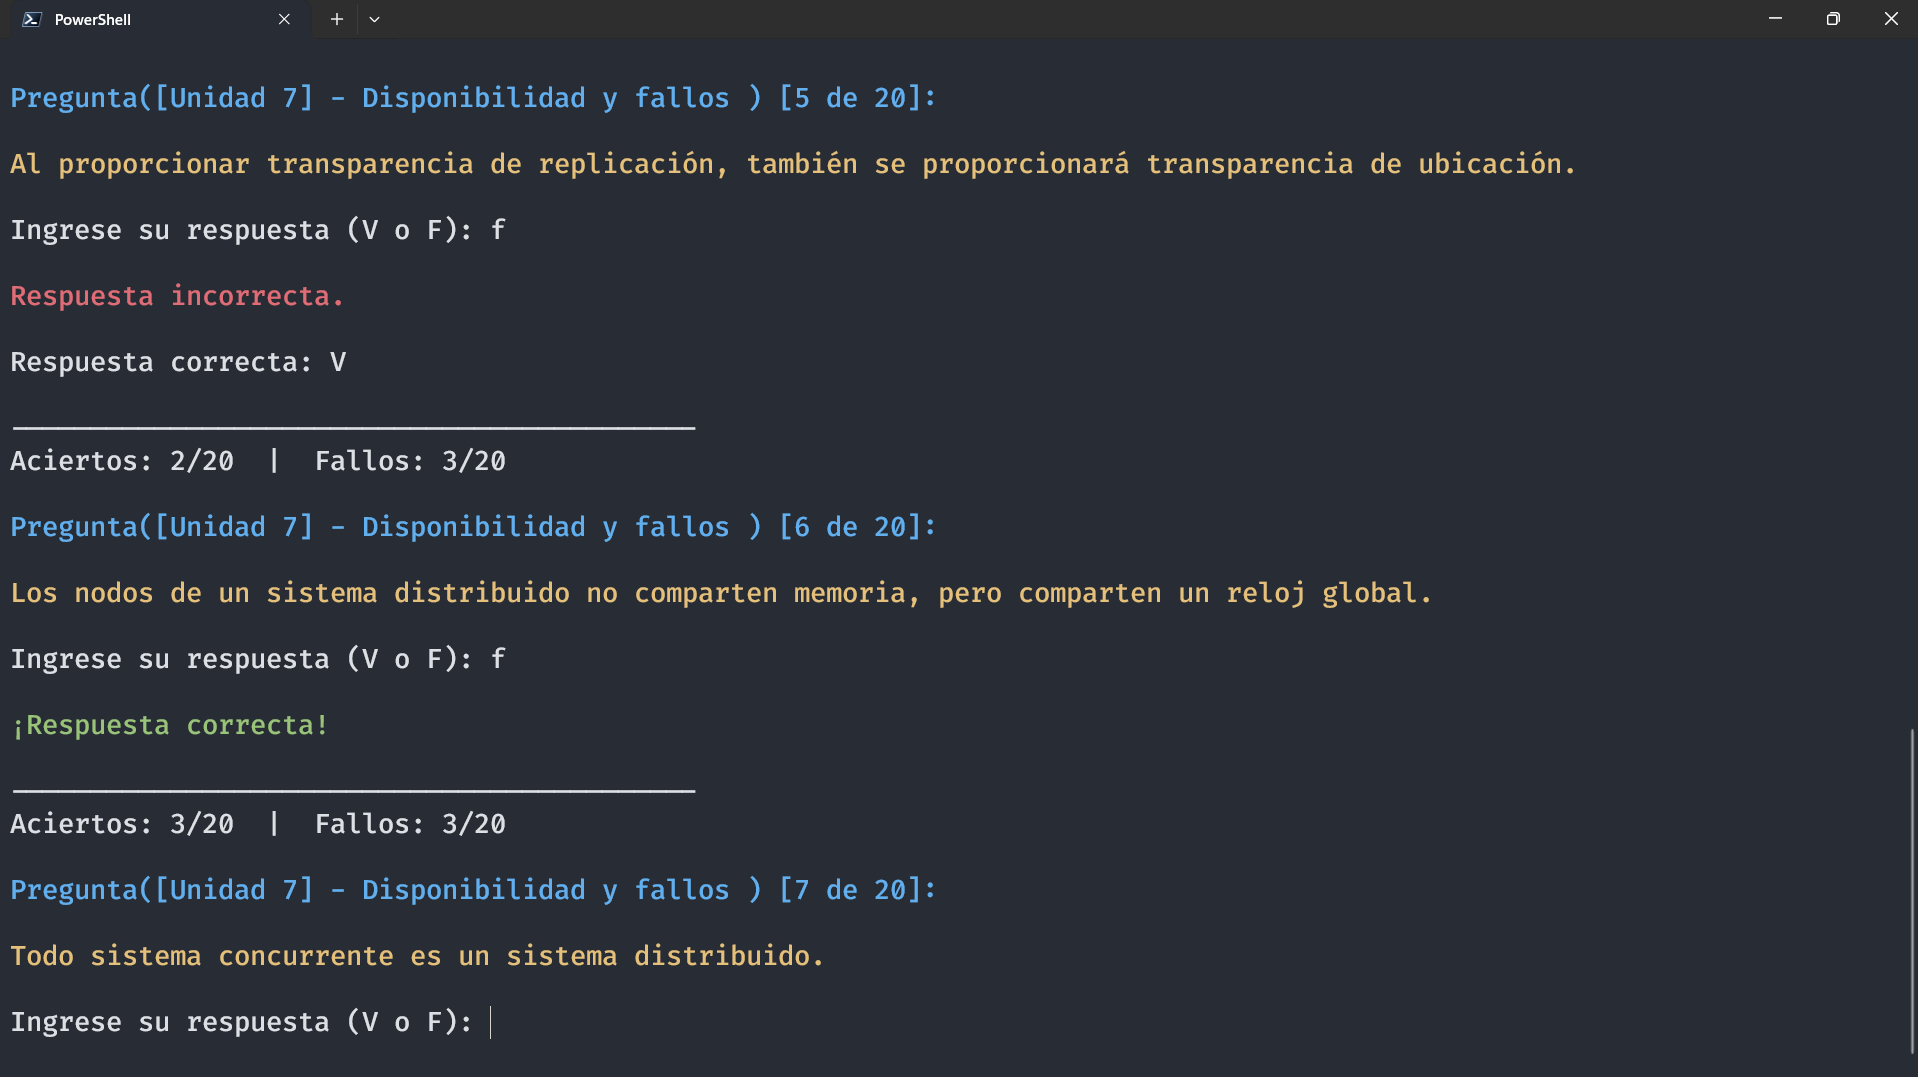 PowerShell
Pregunta([Unidad 7] - Disponibilidad y fallos ) [5 de 20]:
Al proporcionar transparencia de replicación, también se proporcionará transparencia de ubicación.
Ingrese su respuesta (V o F): f
Respuesta incorrecta.
Respuesta correcta: V
Aciertos: 2/20  |  Fallos: 3/20
Pregunta([Unidad 7] - Disponibilidad y fallos ) [6 de 20]:
Los nodos de un sistema distribuido no comparten memoria, pero comparten un reloj global.
Ingrese su respuesta (V o F): f
¡Respuesta correcta!
Aciertos: 3/20  |  Fallos: 3/20
Pregunta([Unidad 7] - Disponibilidad y fallos ) [7 de 20]:
Todo sistema concurrente es un sistema distribuido.
Ingrese su respuesta (V o F):